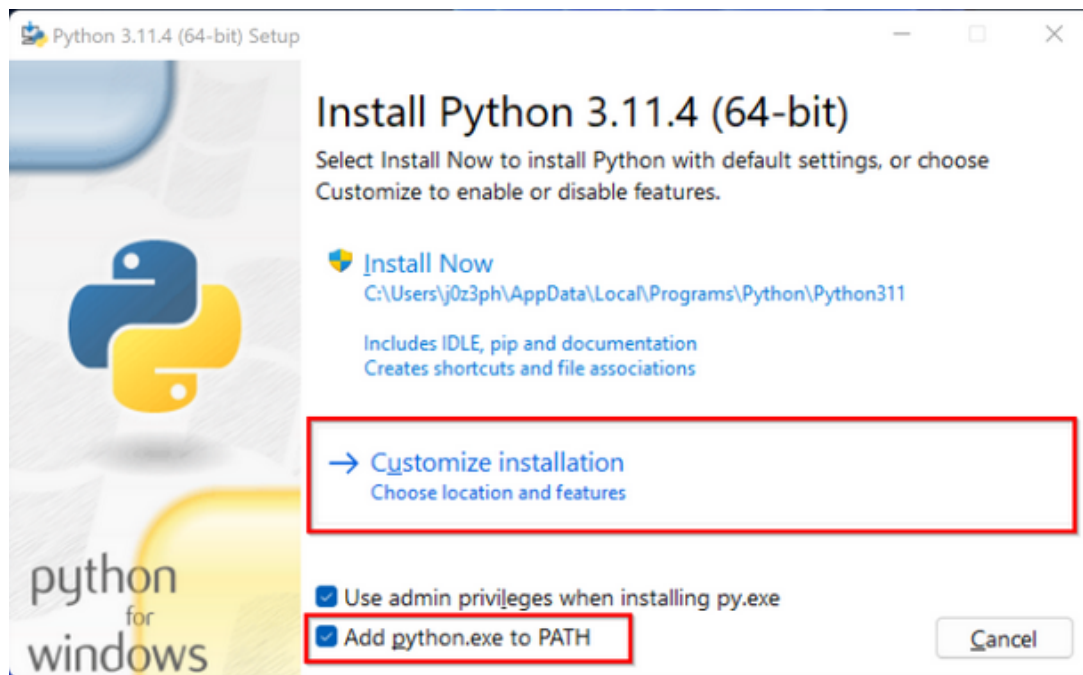 Python 3.11.4 (64-bit) Setup
Install Python 3.11.4 (64-bit)
Select Install Now to install Python with default settings, or choose
Customize to enable or disable features.
Install Now
C:\Users\j0z3ph\AppData\Local\Programs\Python\Python311
Includes IDLE, pip and documentation
Creates shortcuts and file associations
Customize installation
Choose location and features
python
for
windows
Use admin privileges when installing py.exe
Add python.exe to PATH
Cancel